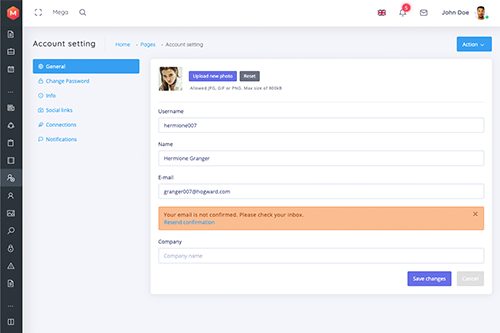 M
Mega
5
John Doe
Account setting
Home
Pages
Account setting
Action
General
Change Password
Info
Social links
Connections
Notifications
Upload new photo
Reset
Allowed JPG, GIF or PNG. Max size of 800kB
Username
hermione007
Name
Hermione Granger
E-mail
granger007@hogward.com
Your email is not confirmed. Please check your inbox.
Resend confirmation
Company
Company name
Save changes
Cancel